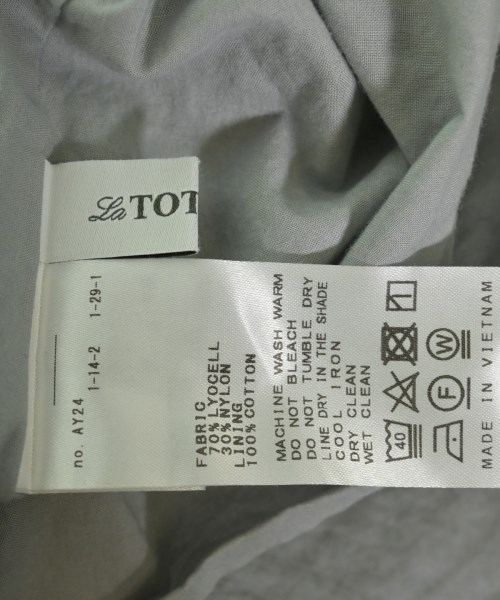 La TOT
no. AY24
1-14-2 1-29-1
FABRIC
70%LYOCELL
30%NYLON
LINING
100%COTTON
MACHINE WASH WARM
DO NOT BLEACH
DO NOT TUMBLE DRY
LINE DRY IN THE SHADE
COOL IRON
DRY CLEAN
WET CLEAN
40
F
W
MADE IN VIETNAM